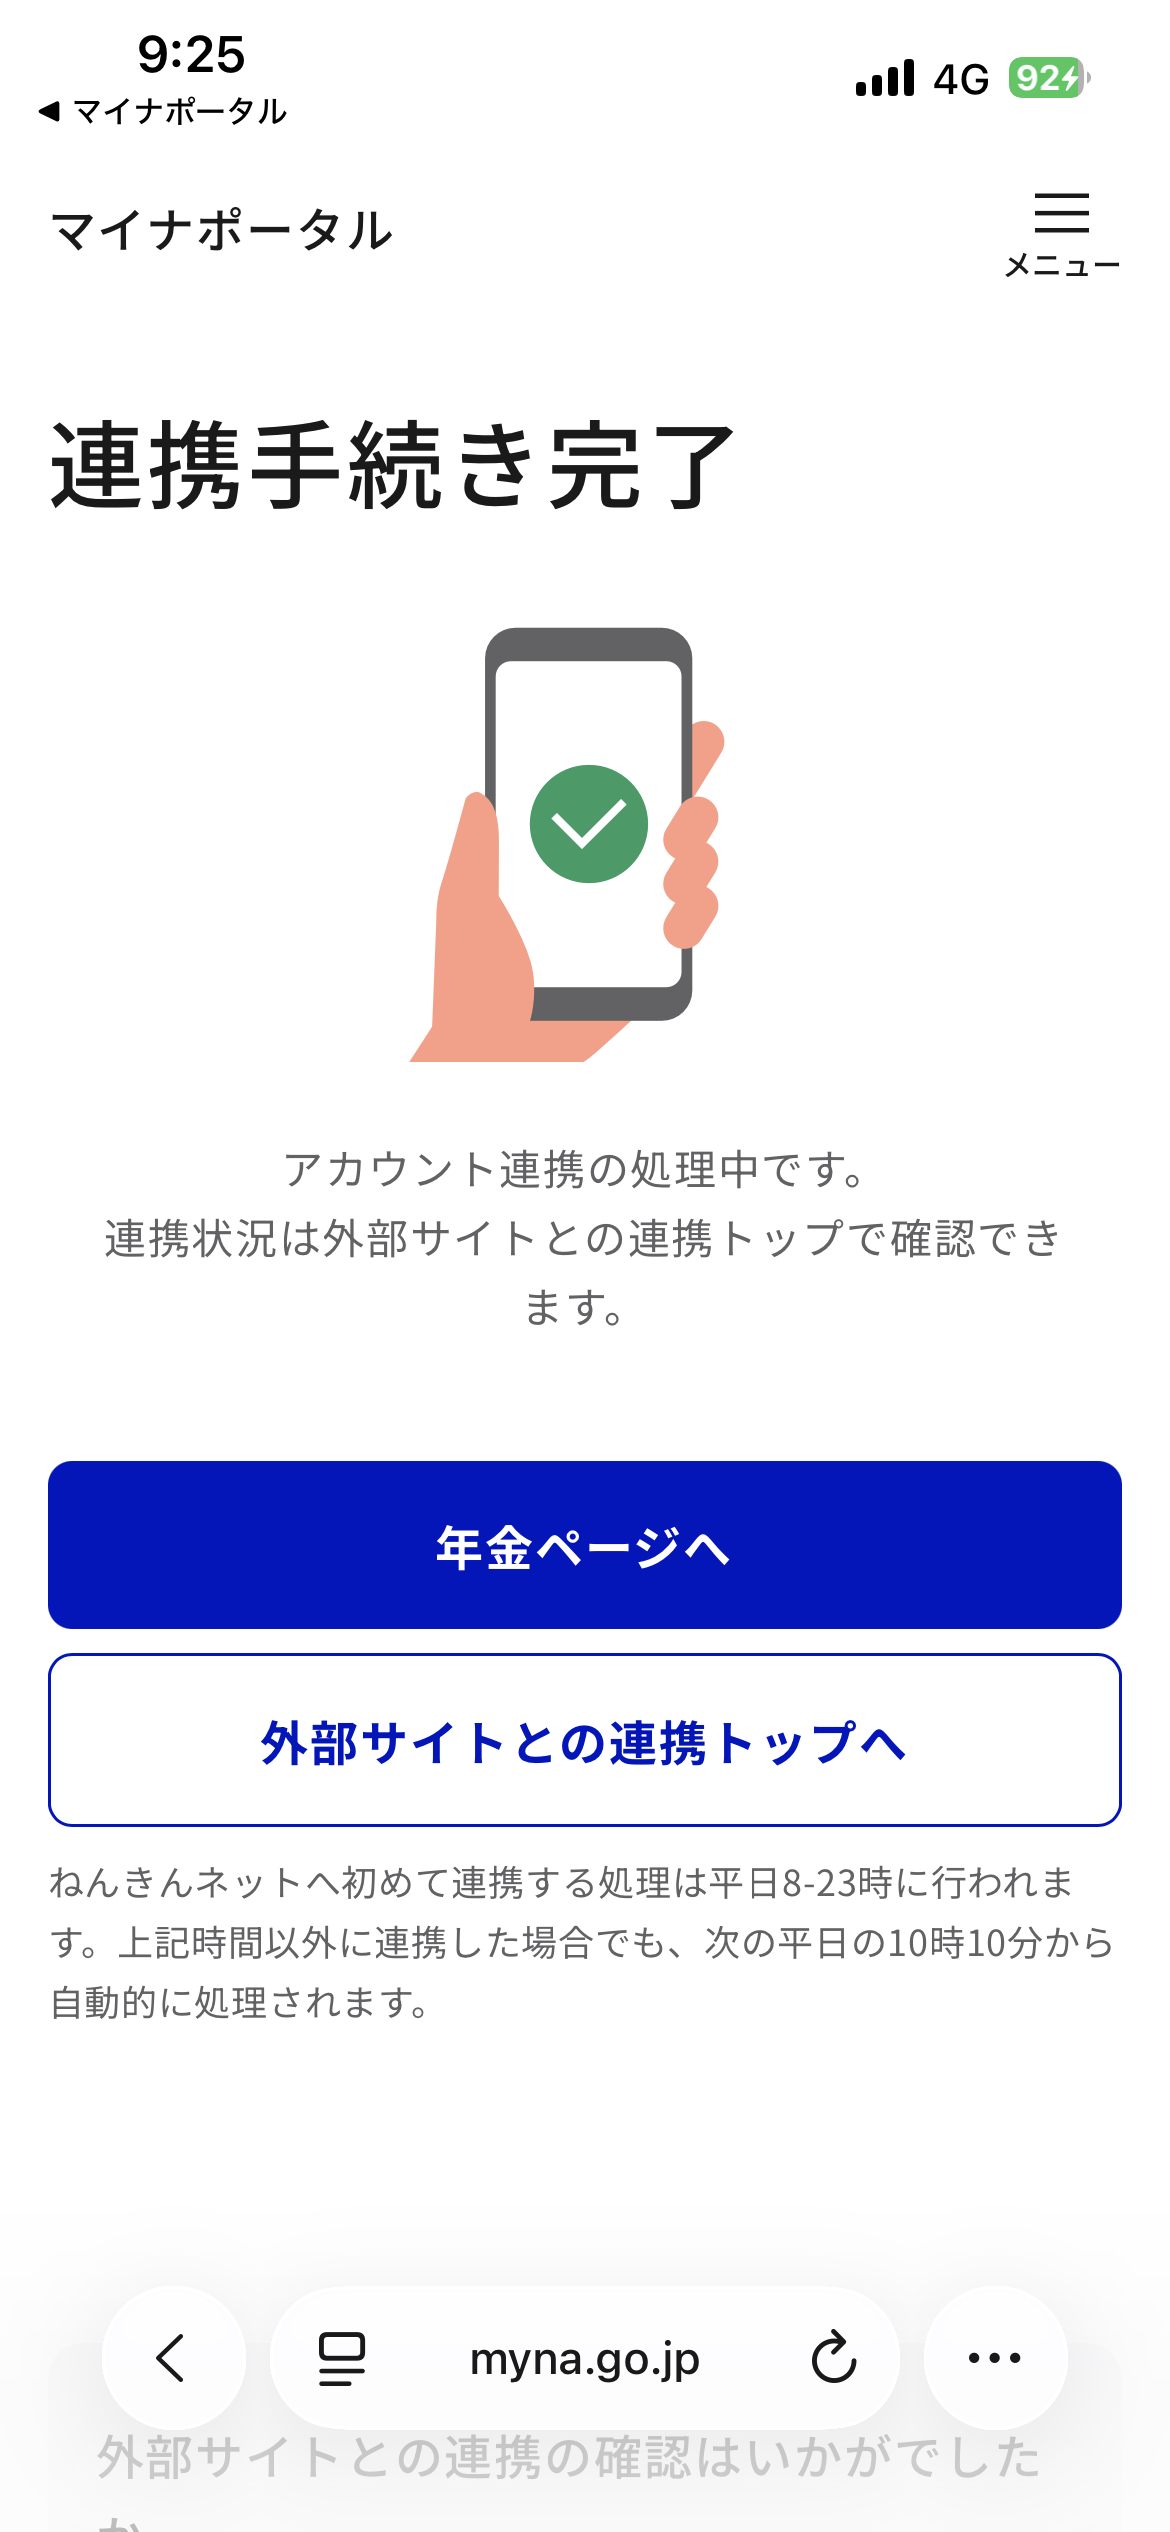 9:25
4G
92
◀ マイナポータル
マイナポータル
メニュー
連携手続き完了
アカウント連携の処理中です。
連携状況は外部サイトとの連携トップで確認でき
ます。
年金ページへ
外部サイトとの連携トップへ
ねんきんネットへ初めて連携する処理は平日8-23時に行われま
す。上記時間以外に連携した場合でも、次の平日の10時10分から
自動的に処理されます。
myna.go.jp
外部サイトとの連携の確認はいかがでした
か